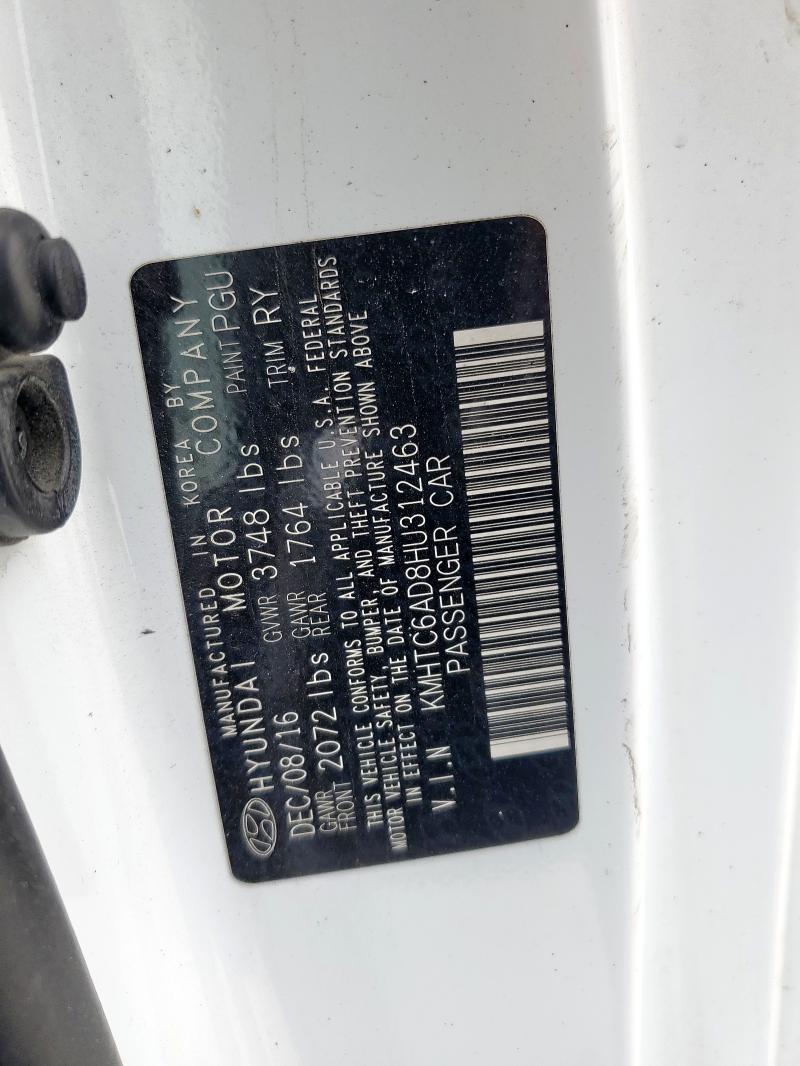 MANUFACTURED IN KOREA BY
HYUNDAI MOTOR COMPANY
DEC/08/16 GVWR 3748 lbs PAINT PGU
GAWR FRONT 2072 lbs GAWR REAR 1764 lbs TRIM RY
THIS VEHICLE CONFORMS TO ALL APPLICABLE U.S.A. FEDERAL
MOTOR VEHICLE SAFETY, BUMPER, AND THEFT PREVENTION STANDARDS
IN EFFECT ON THE DATE OF MANUFACTURE SHOWN ABOVE
V.I.N KMHTC6AD8HU312463
PASSENGER CAR